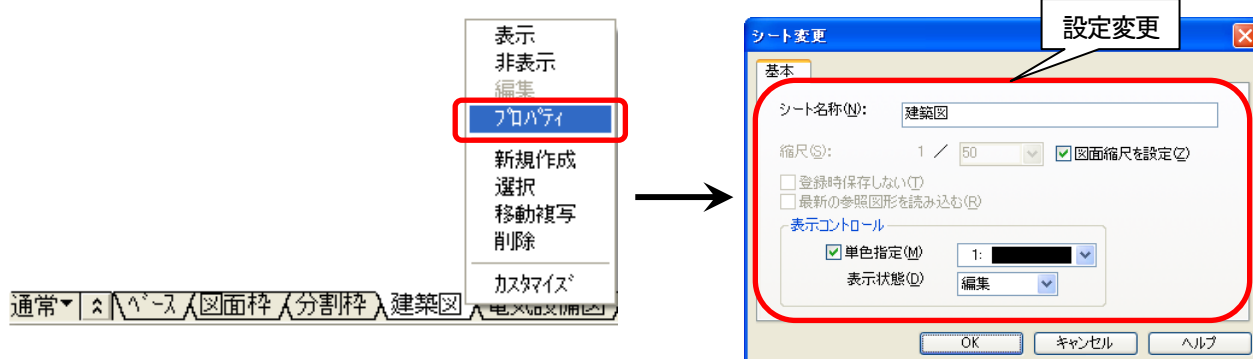 表示
非表示
編集
プロパティ
新規作成
選択
移動複写
削除
カスタマイズ
通常▼
ベース
図面枠
分割枠
建築図
電気設備図
設定変更
シート変更
基本
シート名称(N): 建築図
縮尺(S): 1 / 50 図面縮尺を設定(Z)
登録時保存しない(T)
最新の参照図形を読み込む(R)
表示コントロール
単色指定(M) 1:
表示状態(D) 編集
OK キャンセル ヘルプ